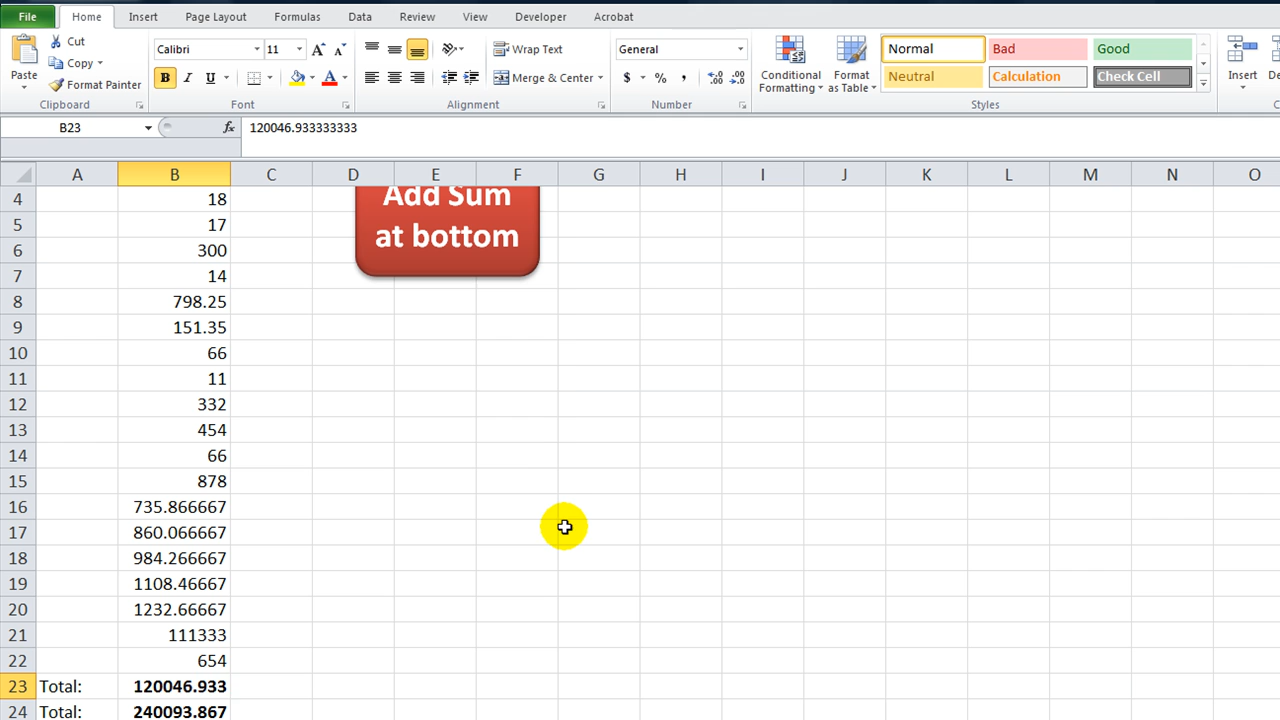 File Home Insert Page Layout Formulas Data Review View Developer Acrobat
Paste Cut Calibri 11 Wrap Text General Conditional Formatting Format as Table Normal Bad Good Insert
Copy Format Painter B I U A Merge & Center $ % , Neutral Calculation Check Cell
Clipboard Font Alignment Number Styles
B23 fx 120046.933333333
A B C D E F G H I J K L M N O
4 18 Add Sum
5 17 at bottom
6 300
7 14
8 798.25
9 151.35
10 66
11 11
12 332
13 454
14 66
15 878
16 735.866667
17 860.066667
18 984.266667
19 1108.46667
20 1232.66667
21 111333
22 654
23 Total: 120046.933
24 Total: 240093.867